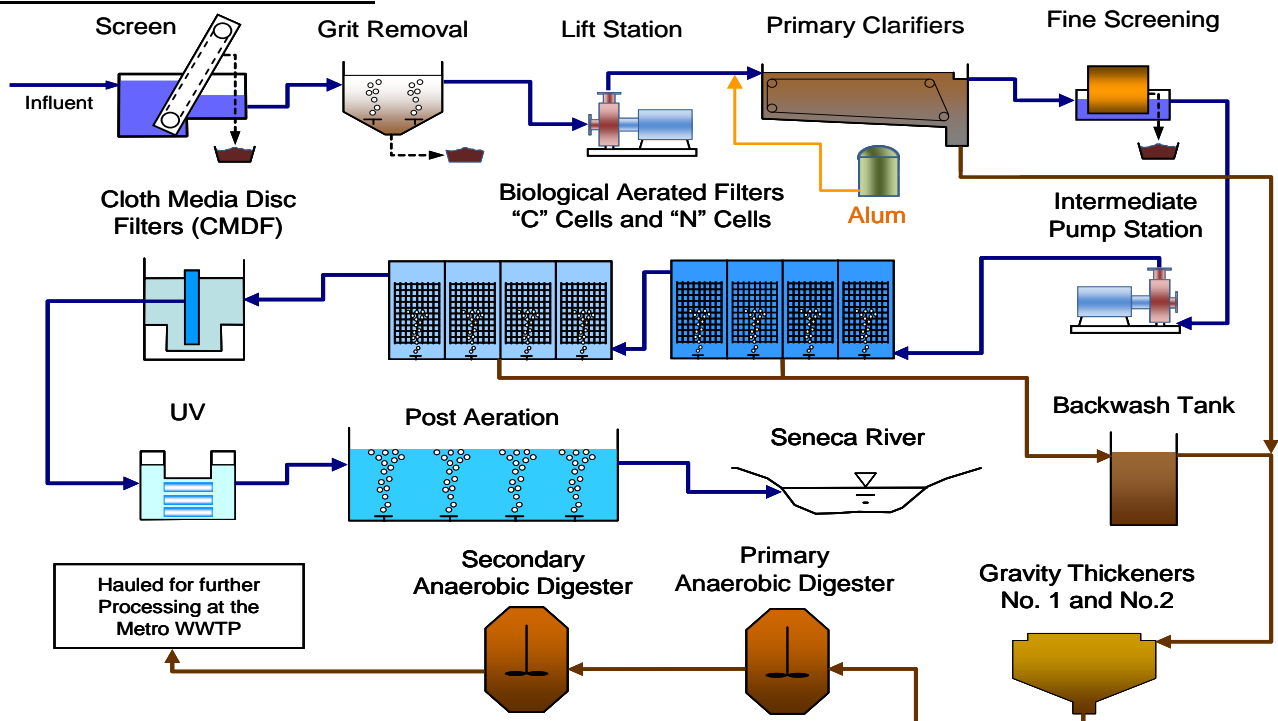 Screen
Grit Removal
Lift Station
Primary Clarifiers
Fine Screening
Influent
Alum
Cloth Media Disc
Filters (CMDF)
Biological Aerated Filters
“C” Cells and “N” Cells
Intermediate
Pump Station
UV
Post Aeration
Seneca River
Backwash Tank
Hauled for further
Processing at the
Metro WWTP
Secondary
Anaerobic Digester
Primary
Anaerobic Digester
Gravity Thickeners
No. 1 and No.2